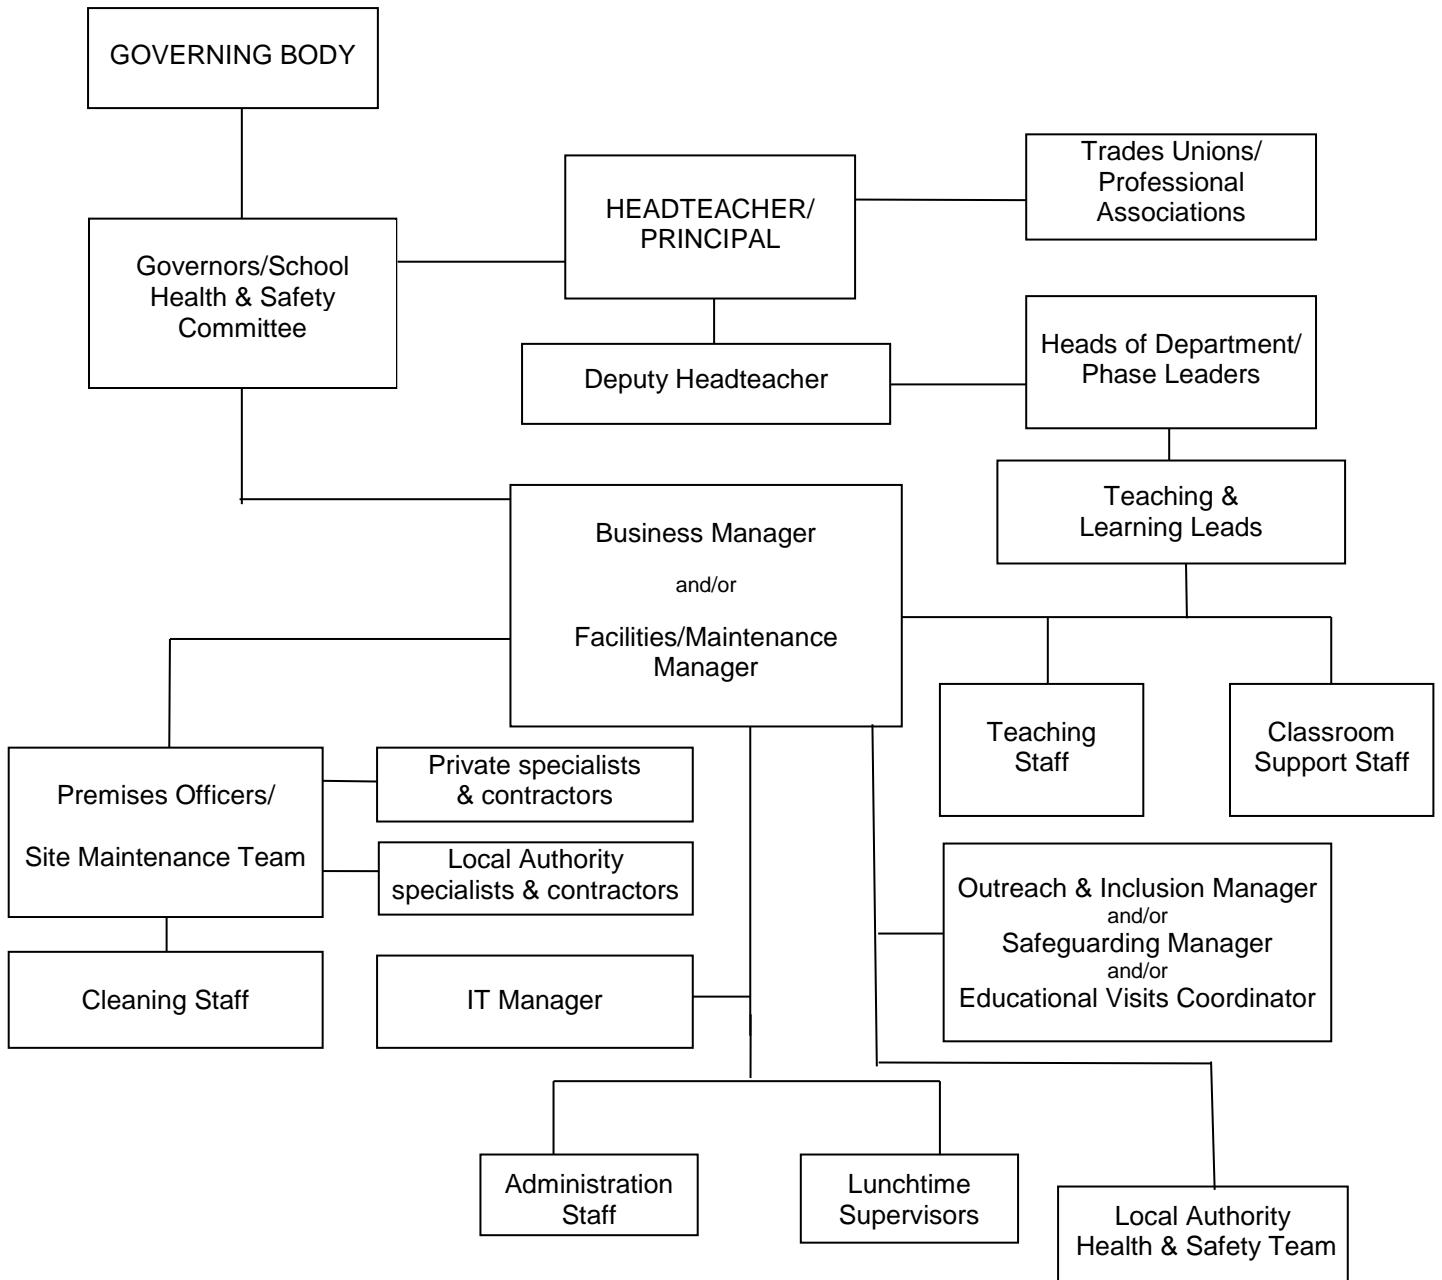 GOVERNING BODY
Trades Unions/
Professional
Associations
HEADTEACHER/
PRINCIPAL
Governors/School
Health & Safety
Committee
Heads of Department/
Phase Leaders
Deputy Headteacher
Teaching &
Learning Leads
Business Manager
and/or
Facilities/Maintenance
Manager
Teaching
Staff
Classroom
Support Staff
Premises Officers/
Site Maintenance Team
Private specialists
& contractors
Local Authority
specialists & contractors
Outreach & Inclusion Manager
and/or
Safeguarding Manager
and/or
Educational Visits Coordinator
Cleaning Staff
IT Manager
Administration
Staff
Lunchtime
Supervisors
Local Authority
Health & Safety Team